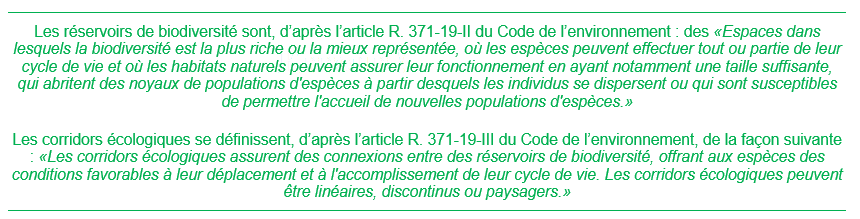 Les réservoirs de biodiversité sont, d’après l’article R. 371-19-II du Code de l’environnement : des «Espaces dans
lesquels la biodiversité est la plus riche ou la mieux représentée, où les espèces peuvent effectuer tout ou partie de leur
cycle de vie et où les habitats naturels peuvent assurer leur fonctionnement en ayant notamment une taille suffisante,
qui abritent des noyaux de populations d'espèces à partir desquels les individus se dispersent ou qui sont susceptibles
de permettre l'accueil de nouvelles populations d'espèces.»
Les corridors écologiques se définissent, d’après l’article R. 371-19-III du Code de l’environnement, de la façon suivante
: «Les corridors écologiques assurent des connexions entre des réservoirs de biodiversité, offrant aux espèces des
conditions favorables à leur déplacement et à l'accomplissement de leur cycle de vie. Les corridors écologiques peuvent
être linéaires, discontinus ou paysagers.»